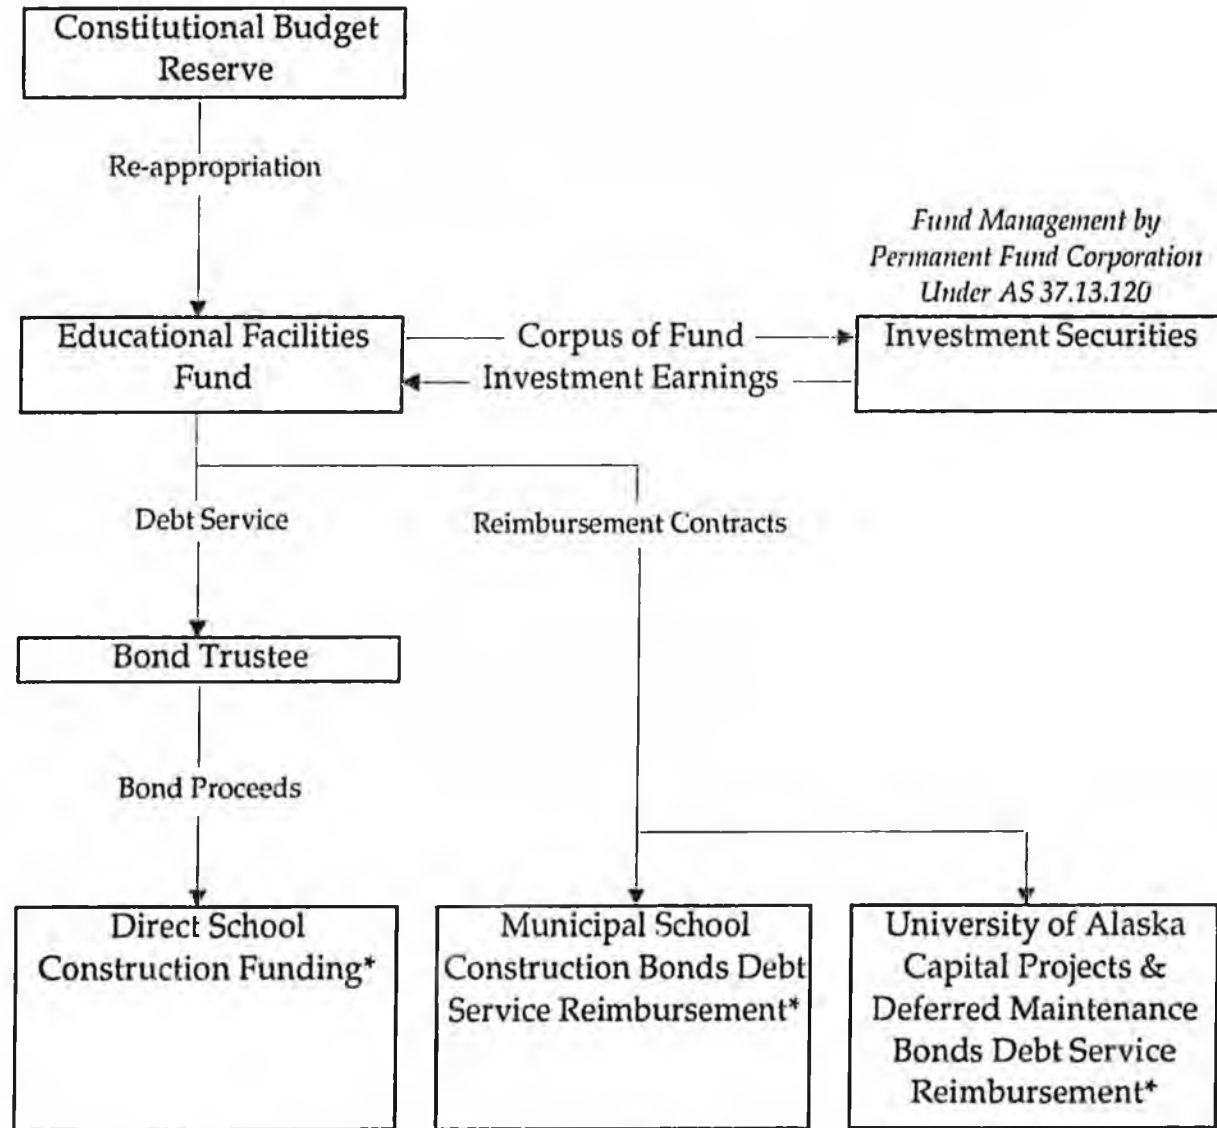 Constitutional Budget
Reserve
Re-appropriation
Fund Management by
Permanent Fund Corporation
Under AS 37.13.120
Educational Facilities
Fund
Corpus of Fund
Investment Earnings
Investment Securities
Debt Service
Reimbursement Contracts
Bond Trustee
Bond Proceeds
Direct School
Construction Funding*
Municipal School
Construction Bonds Debt
Service Reimbursement*
University of Alaska
Capital Projects &
Deferred Maintenance
Bonds Debt Service
Reimbursement*